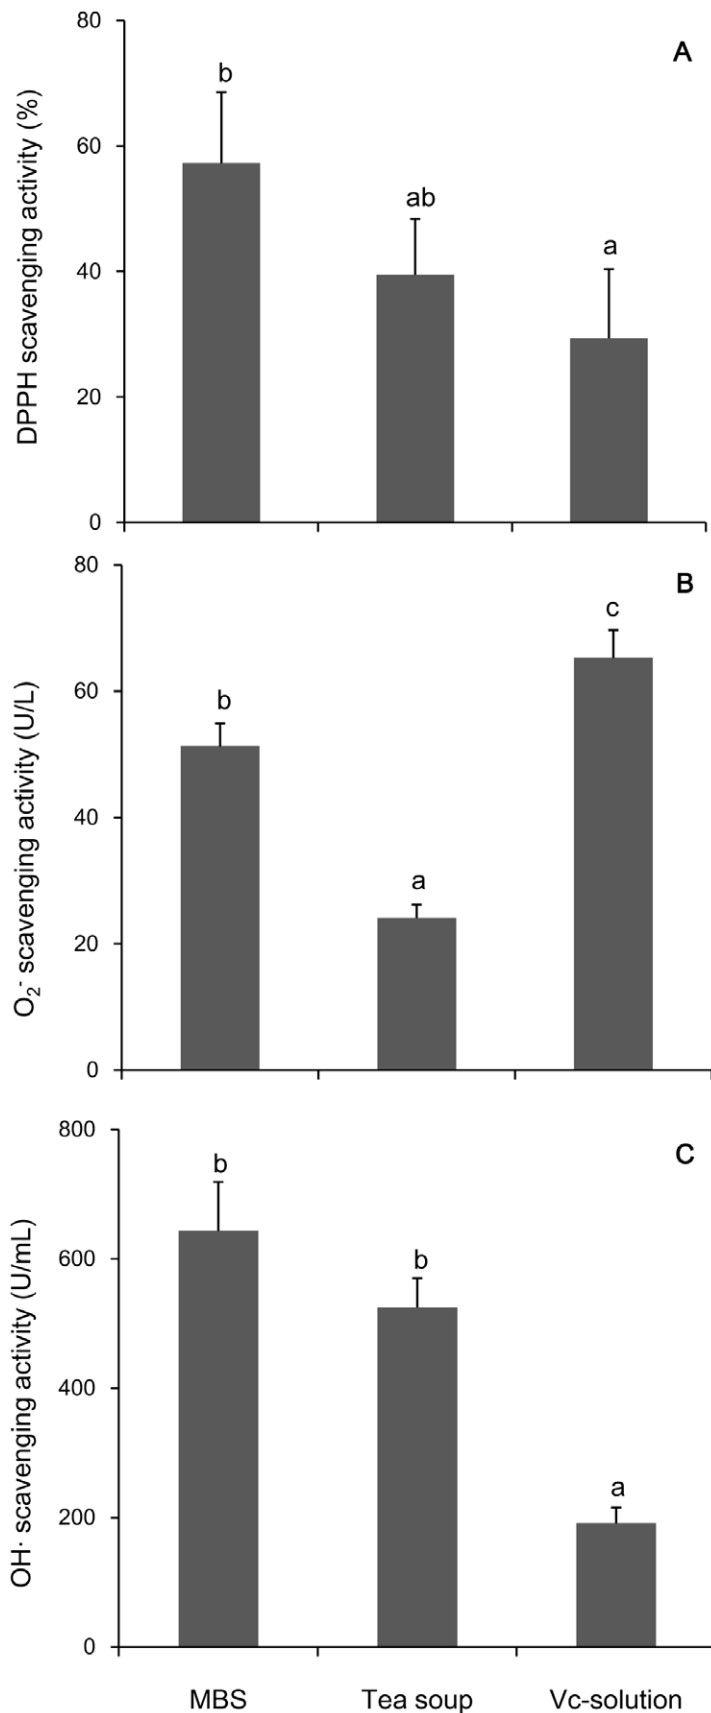 A
DPPH scavenging activity (%)
80
60
40
20
0
b
ab
a
B
O₂⁻ scavenging activity (U/L)
80
60
40
20
0
b
a
c
C
OH· scavenging activity (U/mL)
800
600
400
200
0
b
b
a
MBS Tea soup Vc-solution